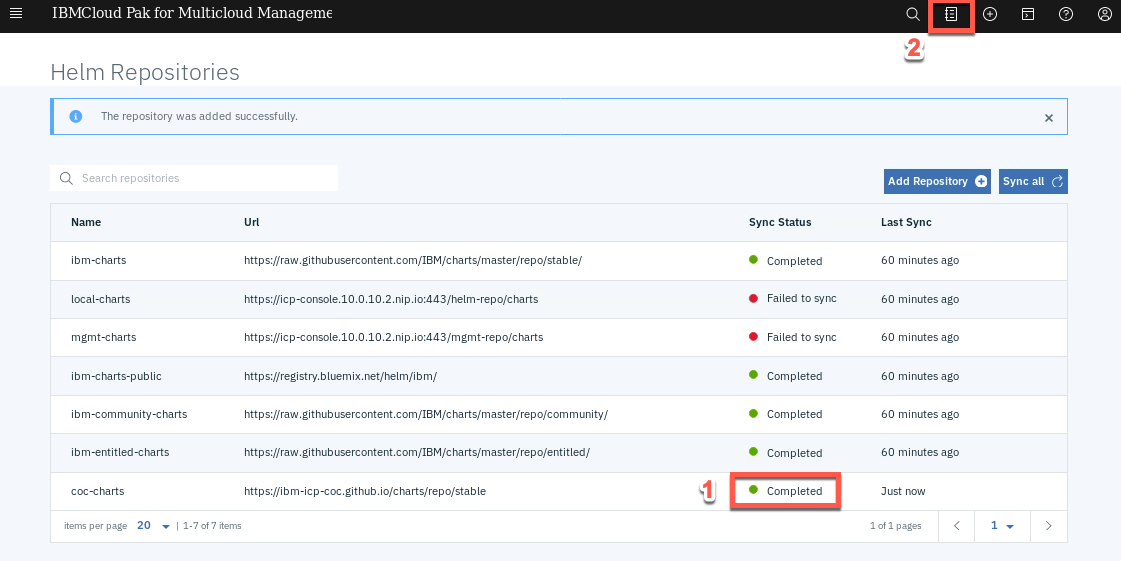 IBMCloud Pak for Multicloud Manageme
2
Helm Repositories
The repository was added successfully.
Search repositories
Add Repository Sync all
Name Url Sync Status Last Sync
ibm-charts https://raw.githubusercontent.com/IBM/charts/master/repo/stable/ Completed 60 minutes ago
local-charts https://icp-console.10.0.10.2.nip.io:443/helm-repo/charts Failed to sync 60 minutes ago
mgmt-charts https://icp-console.10.0.10.2.nip.io:443/mgmt-repo/charts Failed to sync 60 minutes ago
ibm-charts-public https://registry.bluemix.net/helm/ibm/ Completed 60 minutes ago
ibm-community-charts https://raw.githubusercontent.com/IBM/charts/master/repo/community/ Completed 60 minutes ago
ibm-entitled-charts https://raw.githubusercontent.com/IBM/charts/master/repo/entitled/ Completed 60 minutes ago
coc-charts https://ibm-icp-coc.github.io/charts/repo/stable 1 Completed Just now
items per page 20 | 1-7 of 7 items 1 of 1 pages 1